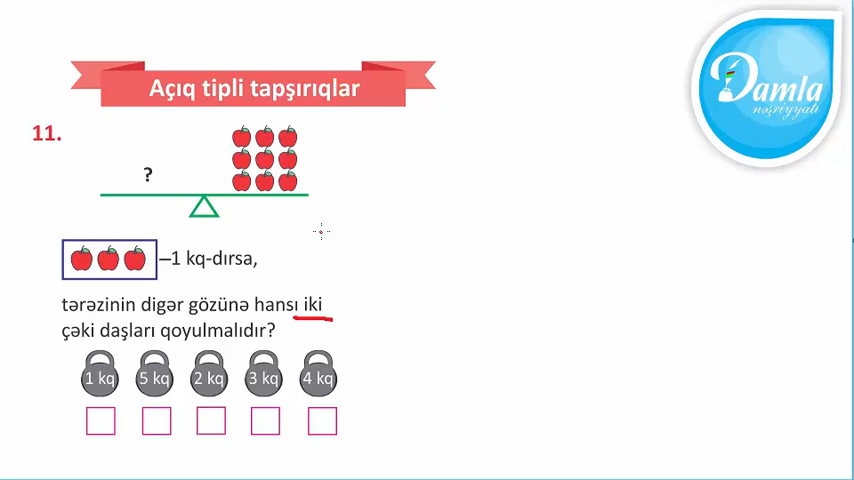 Açıq tipli tapşırıqlar
Damla
nəşriyyatı
11.
?
–1 kq-dırsa,
tərəzinin digər gözünə hansı iki
çəki daşları qoyulmalıdır?
1 kq 5 kq 2 kq 3 kq 4 kq